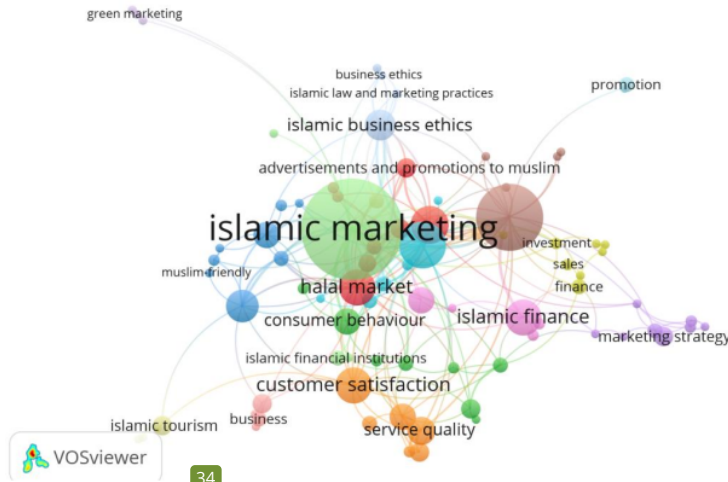 green marketing
business ethics
promotion
islamic law and marketing practices
islamic business ethics
advertisements and promotions to muslim
islamic marketing
investment
sales
muslim-friendly
halal market
finance
consumer behaviour
islamic finance
marketing strategy
islamic financial institutions
customer satisfaction
islamic tourism
business
service quality
VOSviewer
34